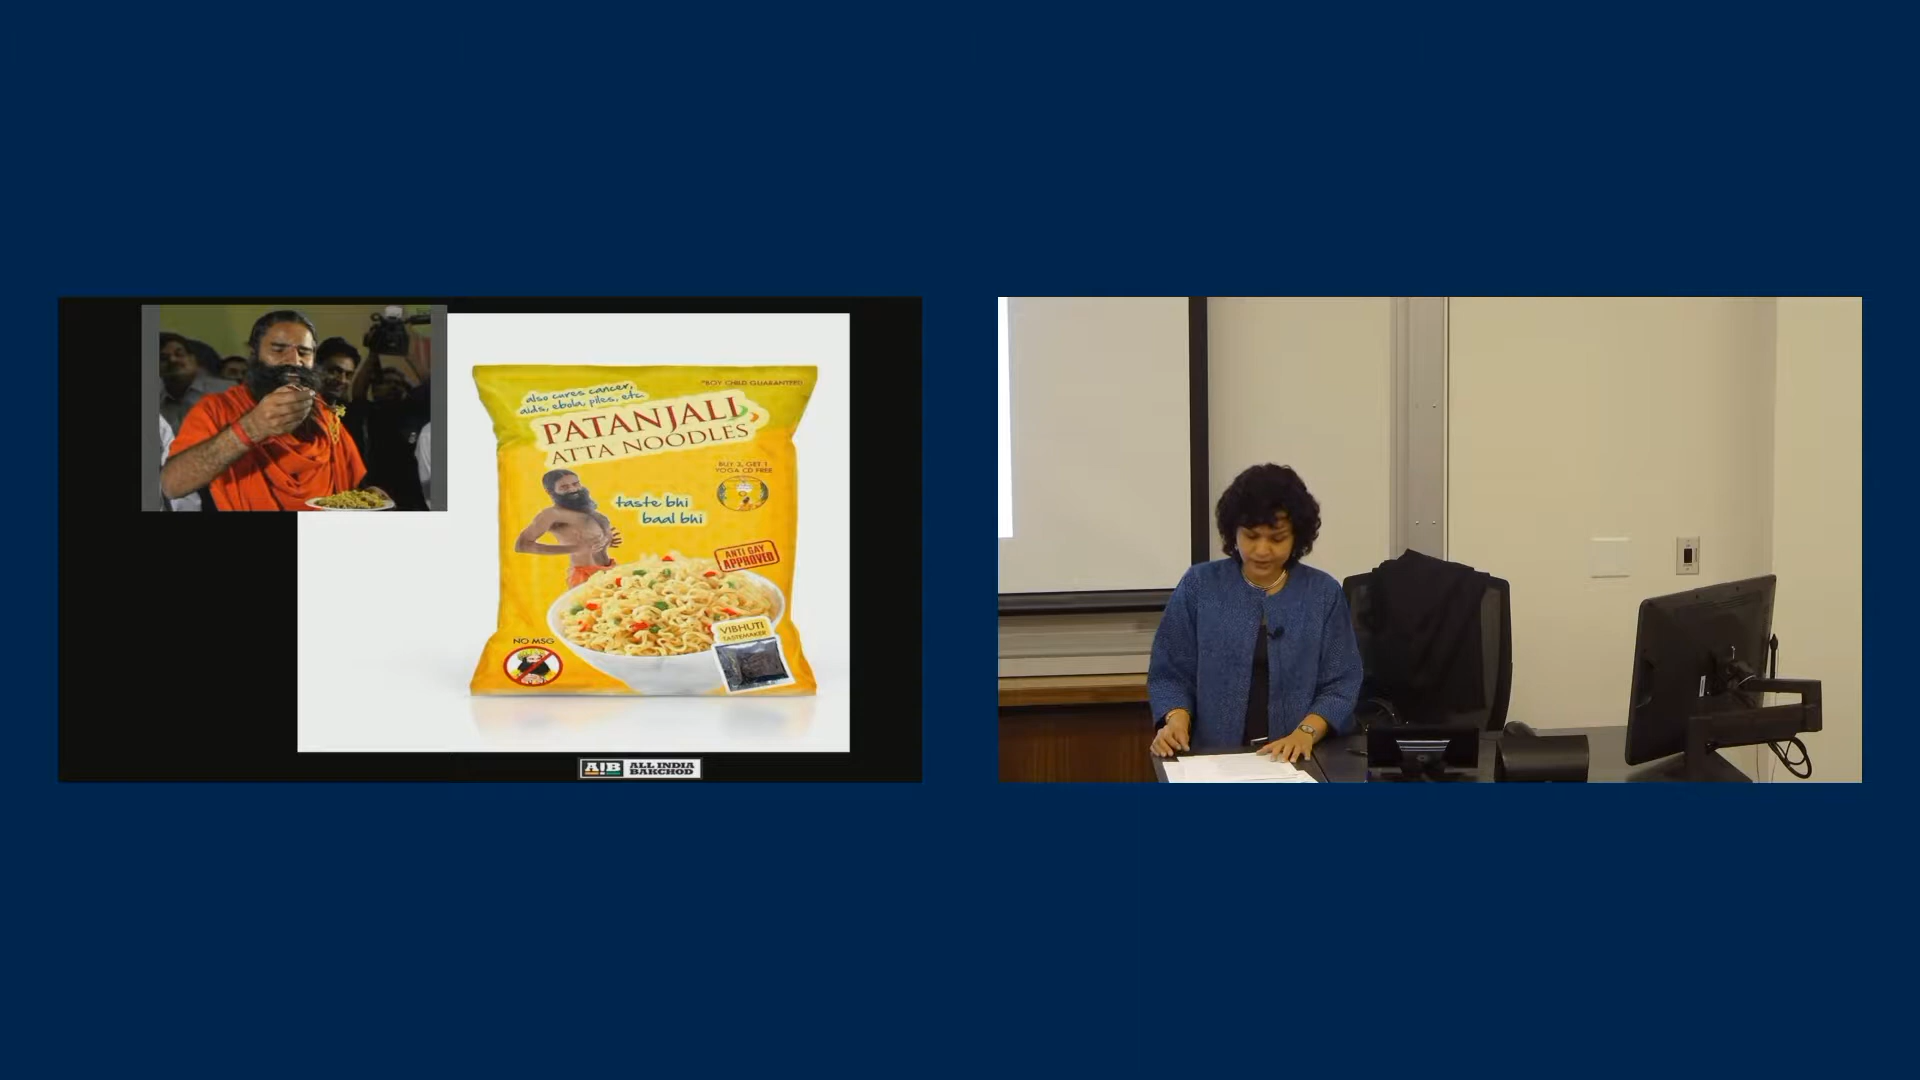 also cures cancer,
aids, ebola, piles, etc.
*BOY CHILD GUARANTEED
PATANJALI
ATTA NOODLES
BUY 3, GET 1
YOGA CD FREE
taste bhi
baal bhi
ANTI GAY
APPROVED
NO MSG
VIBHUTI
TASTEMAKER
A!B ALL INDIA
BAKCHOD